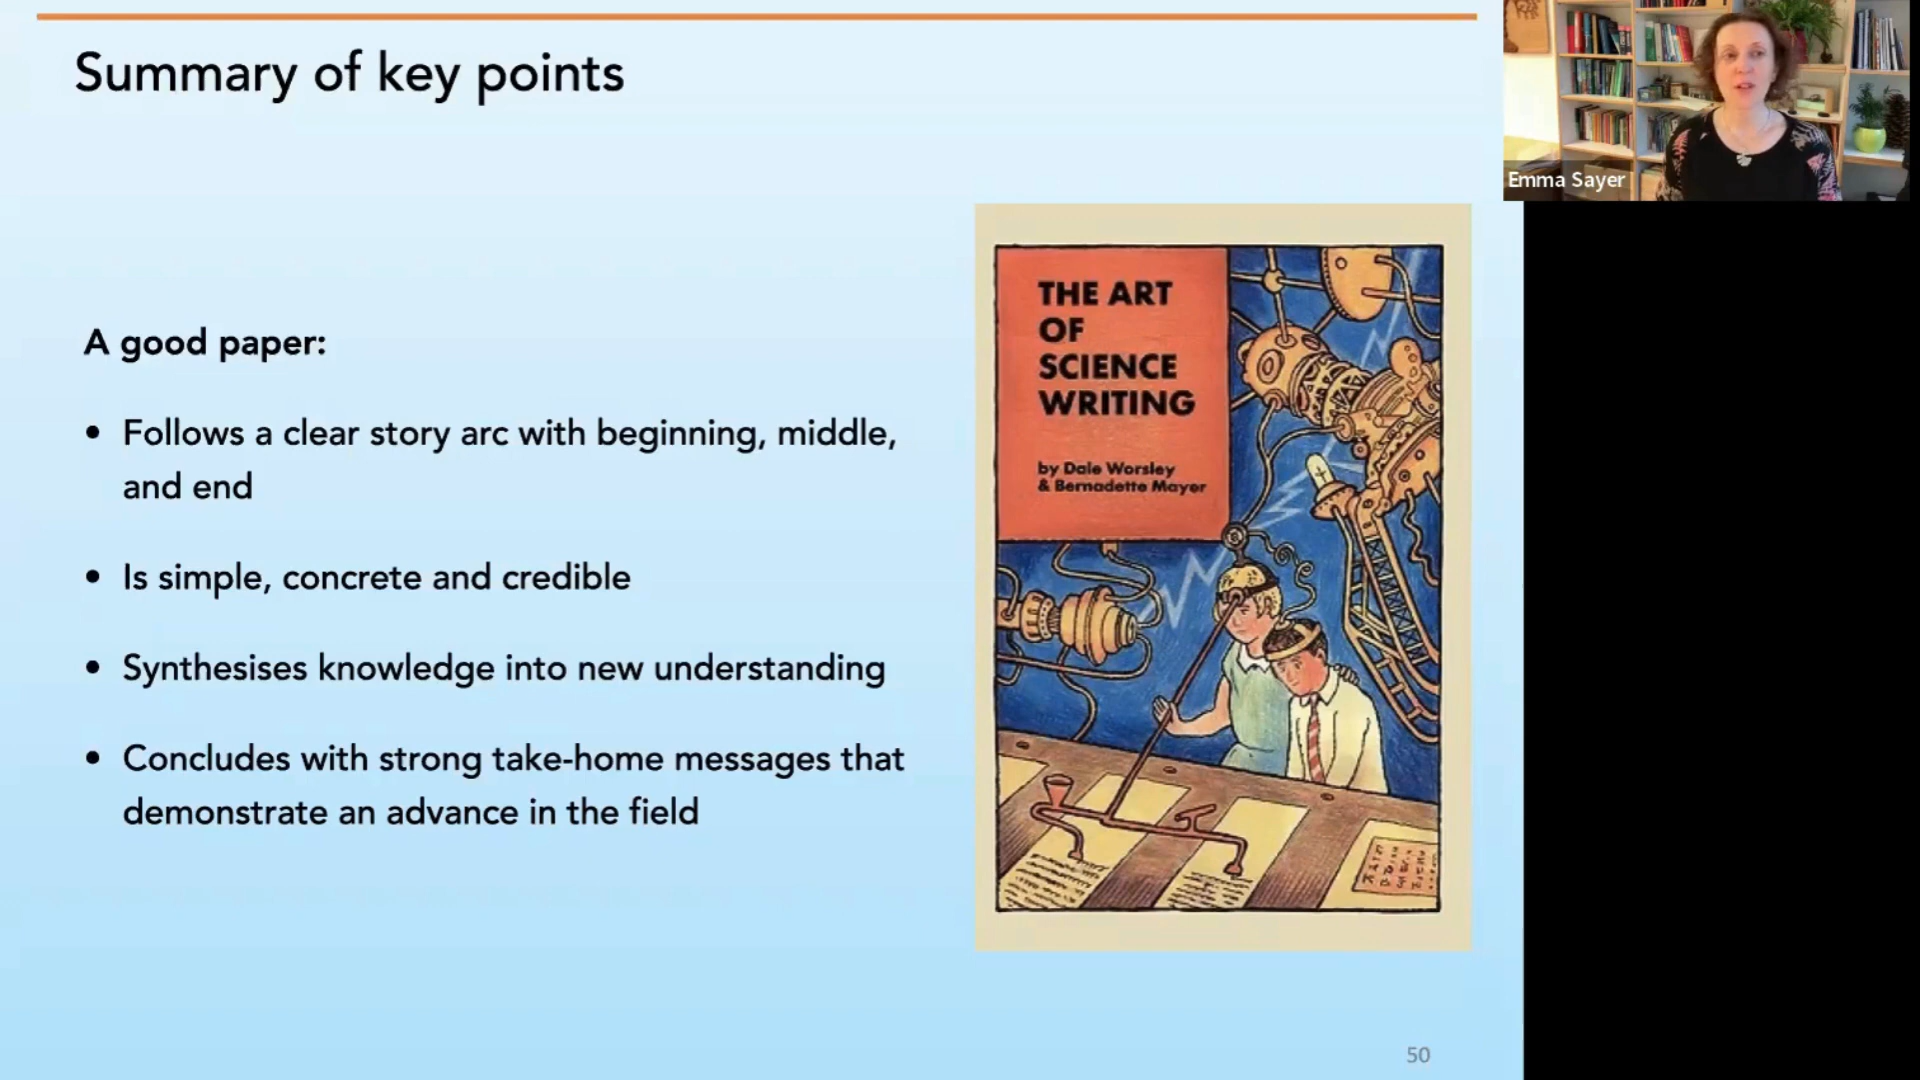 Summary of key points
Emma Sayer
A good paper:
• Follows a clear story arc with beginning, middle,
and end
• Is simple, concrete and credible
• Synthesises knowledge into new understanding
• Concludes with strong take-home messages that
demonstrate an advance in the field
THE ART
OF
SCIENCE
WRITING
by Dale Worsley
& Bernadette Mayer
50